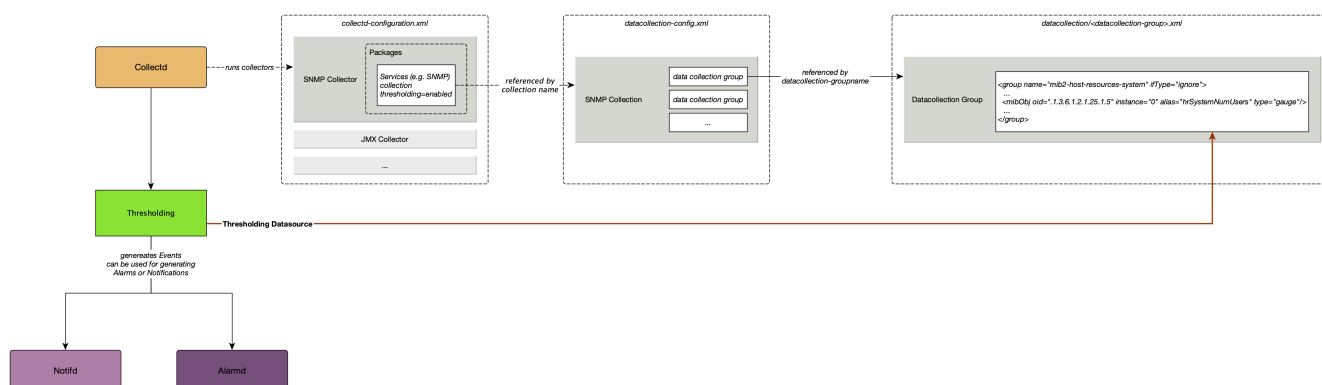 collectd-configuration.xml
datacollection-config.xml
datacollection/<datacollection-group>.xml
Collectd
runs collectors
SNMP Collector
Packages
Services (e.g. SNMP)
collection
thresholding=enabled
JMX Collector
...
referenced by
collection name
SNMP Collection
data collection group
data collection group
...
referenced by
datacollection-groupname
Datacollection Group
<group name="mib2-host-resources-system" ifType="ignore">
...
<mibObj oid=".1.3.6.1.2.1.25.1.5" instance="0" alias="hrSystemNumUsers" type="gauge"/>
...
</group>
Thresholding
Thresholding Datasource
genereates Events
can be used for generating
Alarms or Notifications
Notifd
Alarmd